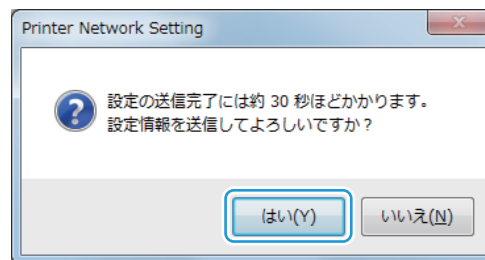 Printer Network Setting
設定の送信完了には約 30 秒ほどかかります。
設定情報を送信してよろしいですか？
はい(Y) いいえ(N)